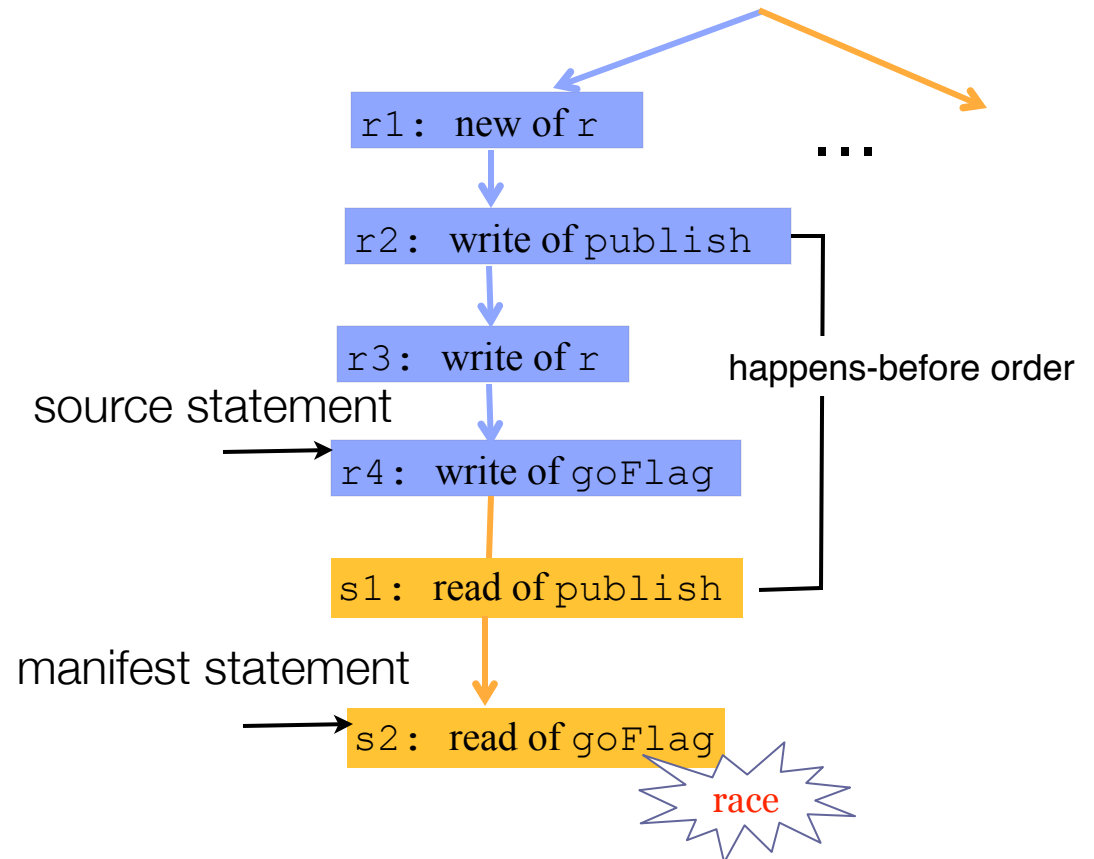 r1: new of r
...
r2: write of publish
r3: write of r
happens-before order
source statement
r4: write of goFlag
s1: read of publish
manifest statement
s2: read of goFlag
race